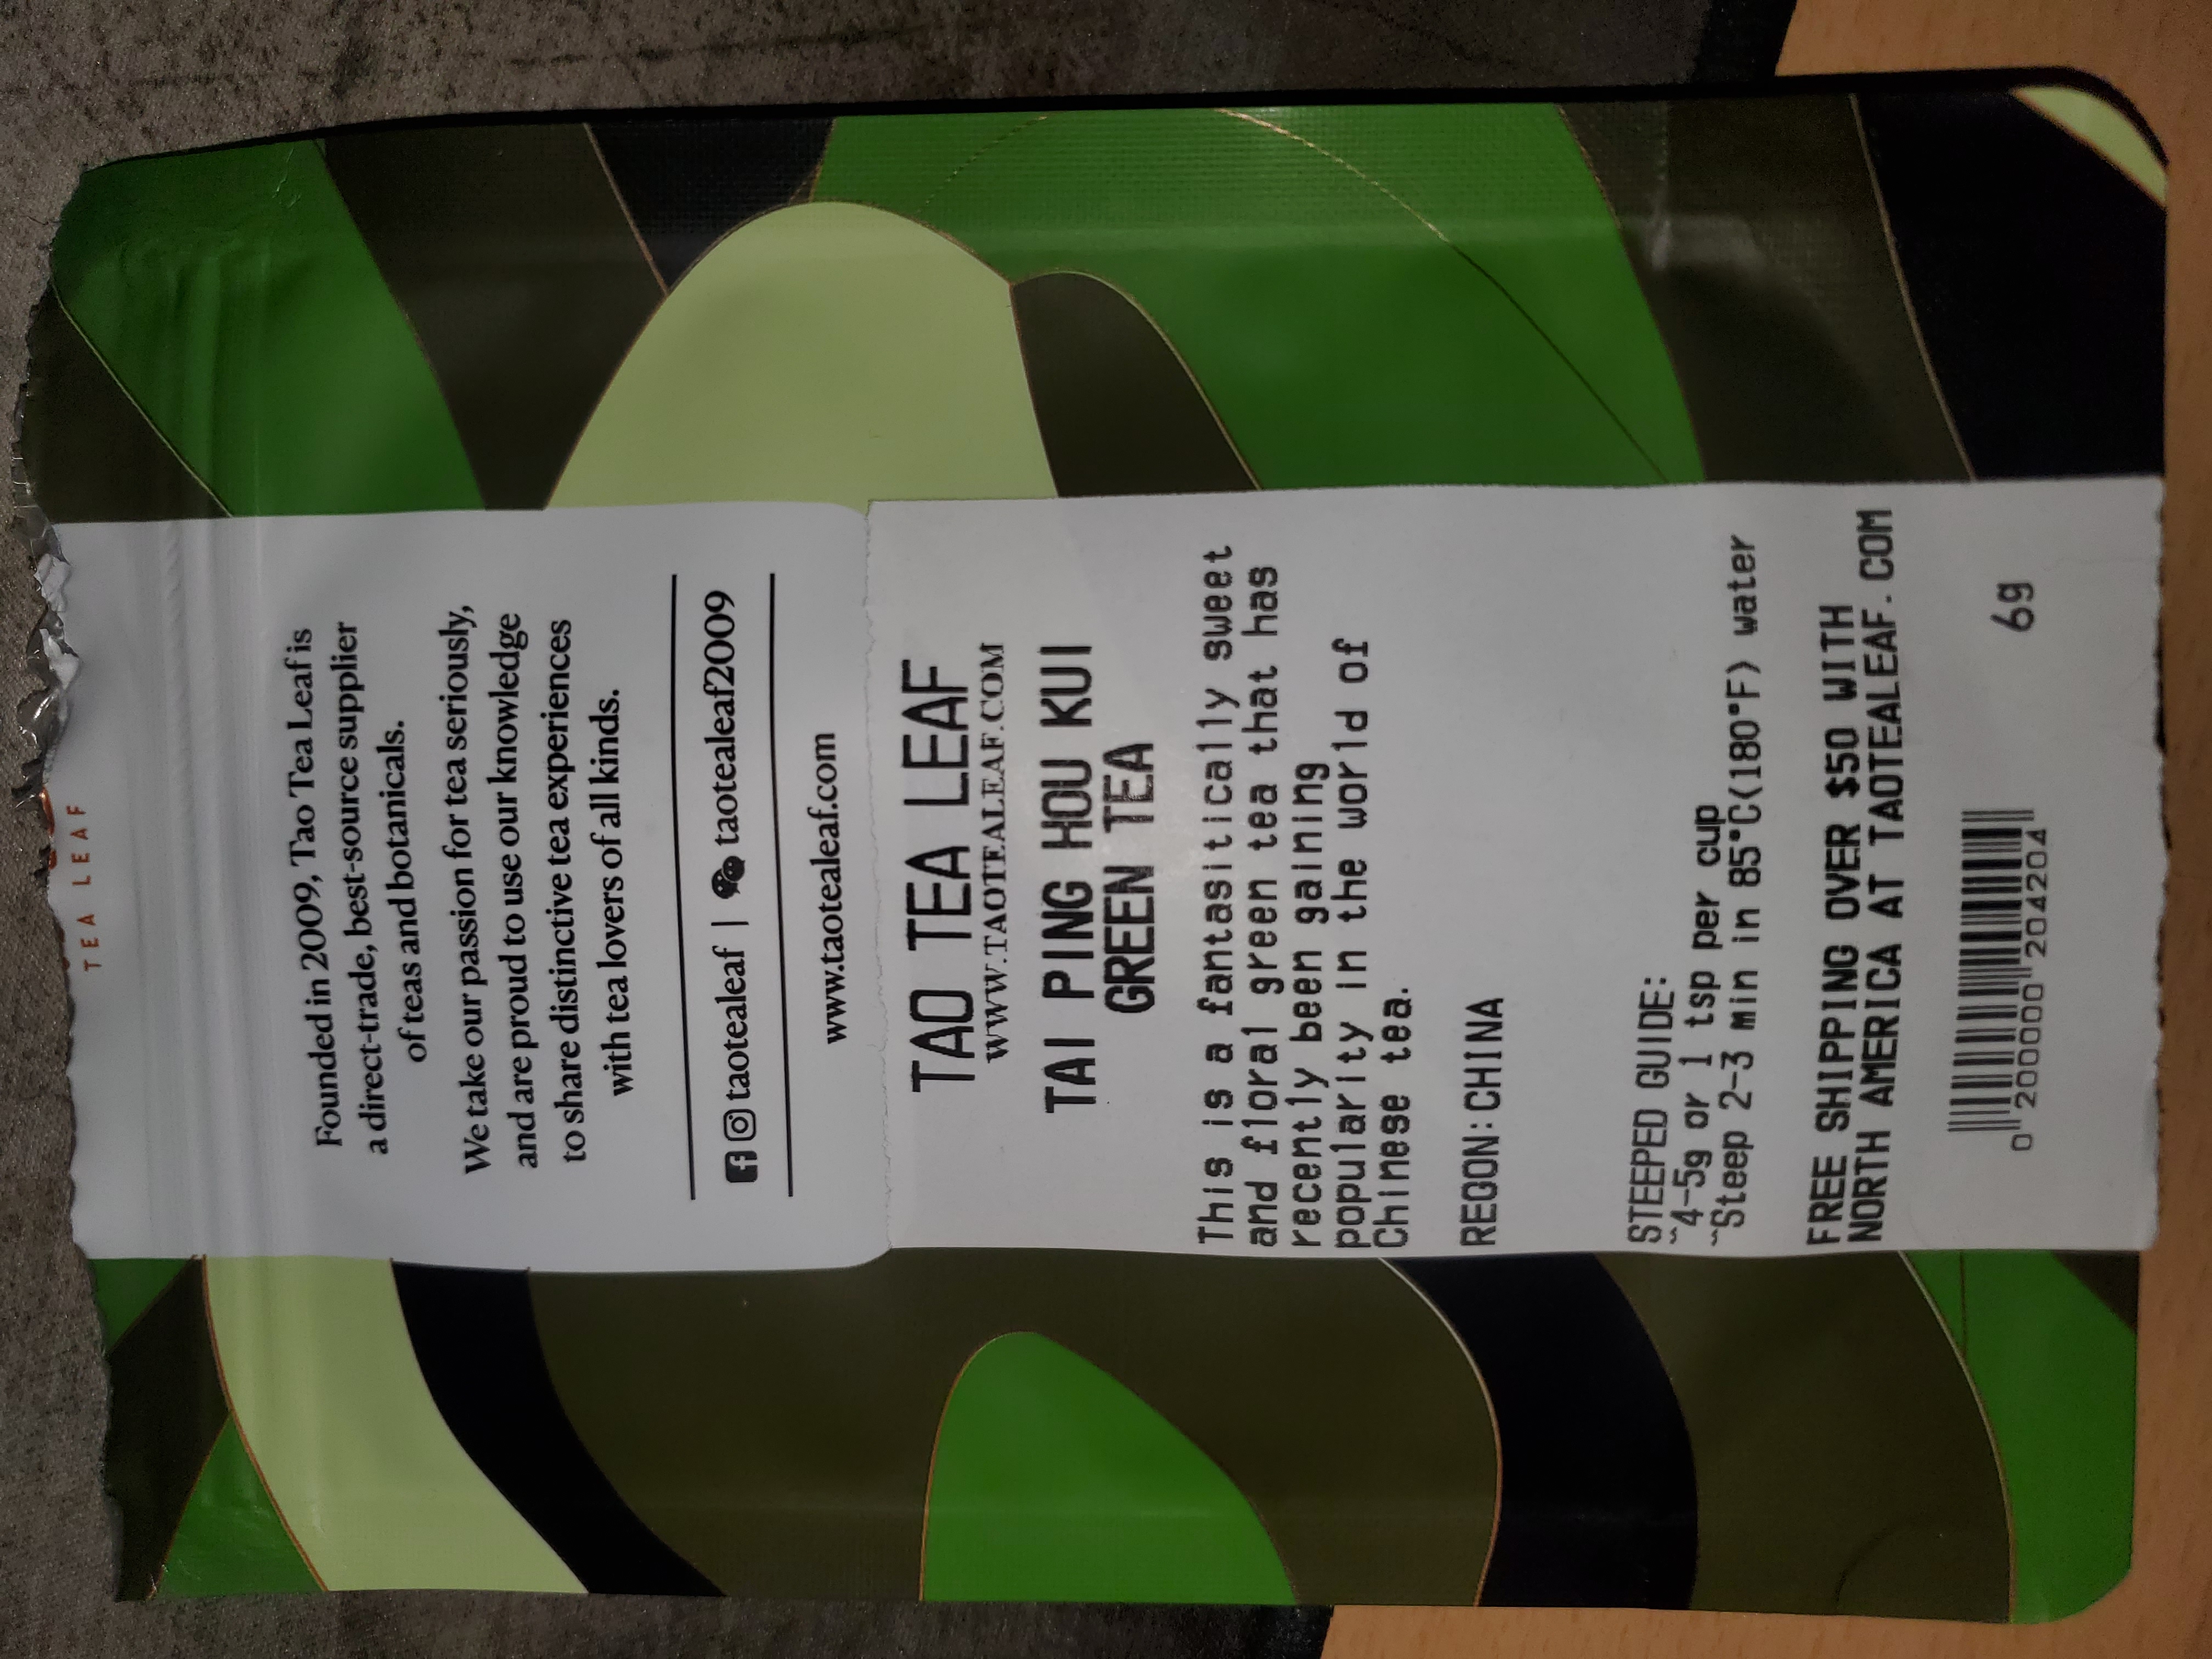 TEA LEAF
Founded in 2009, Tao Tea Leaf is
a direct-trade, best-source supplier
of teas and botanicals.
We take our passion for tea seriously,
and are proud to use our knowledge
to share distinctive tea experiences
with tea lovers of all kinds.
taotealeaf | taotealeaf2009
www.taotealeaf.com
TAO TEA LEAF
WWW.TAOTEALEAF.COM
TAI PING HOU KUI
GREEN TEA
This is a fantasitically sweet
and floral green tea that has
recently been gaining
popularity in the world of
Chinese tea.
REGON:CHINA
STEEPED GUIDE:
~4-5g or 1 tsp per cup
~Steep 2-3 min in 85°C(180°F) water
FREE SHIPPING OVER $50 WITH
NORTH AMERICA AT TAOTEALEAF.COM
0 200000 204204
6g